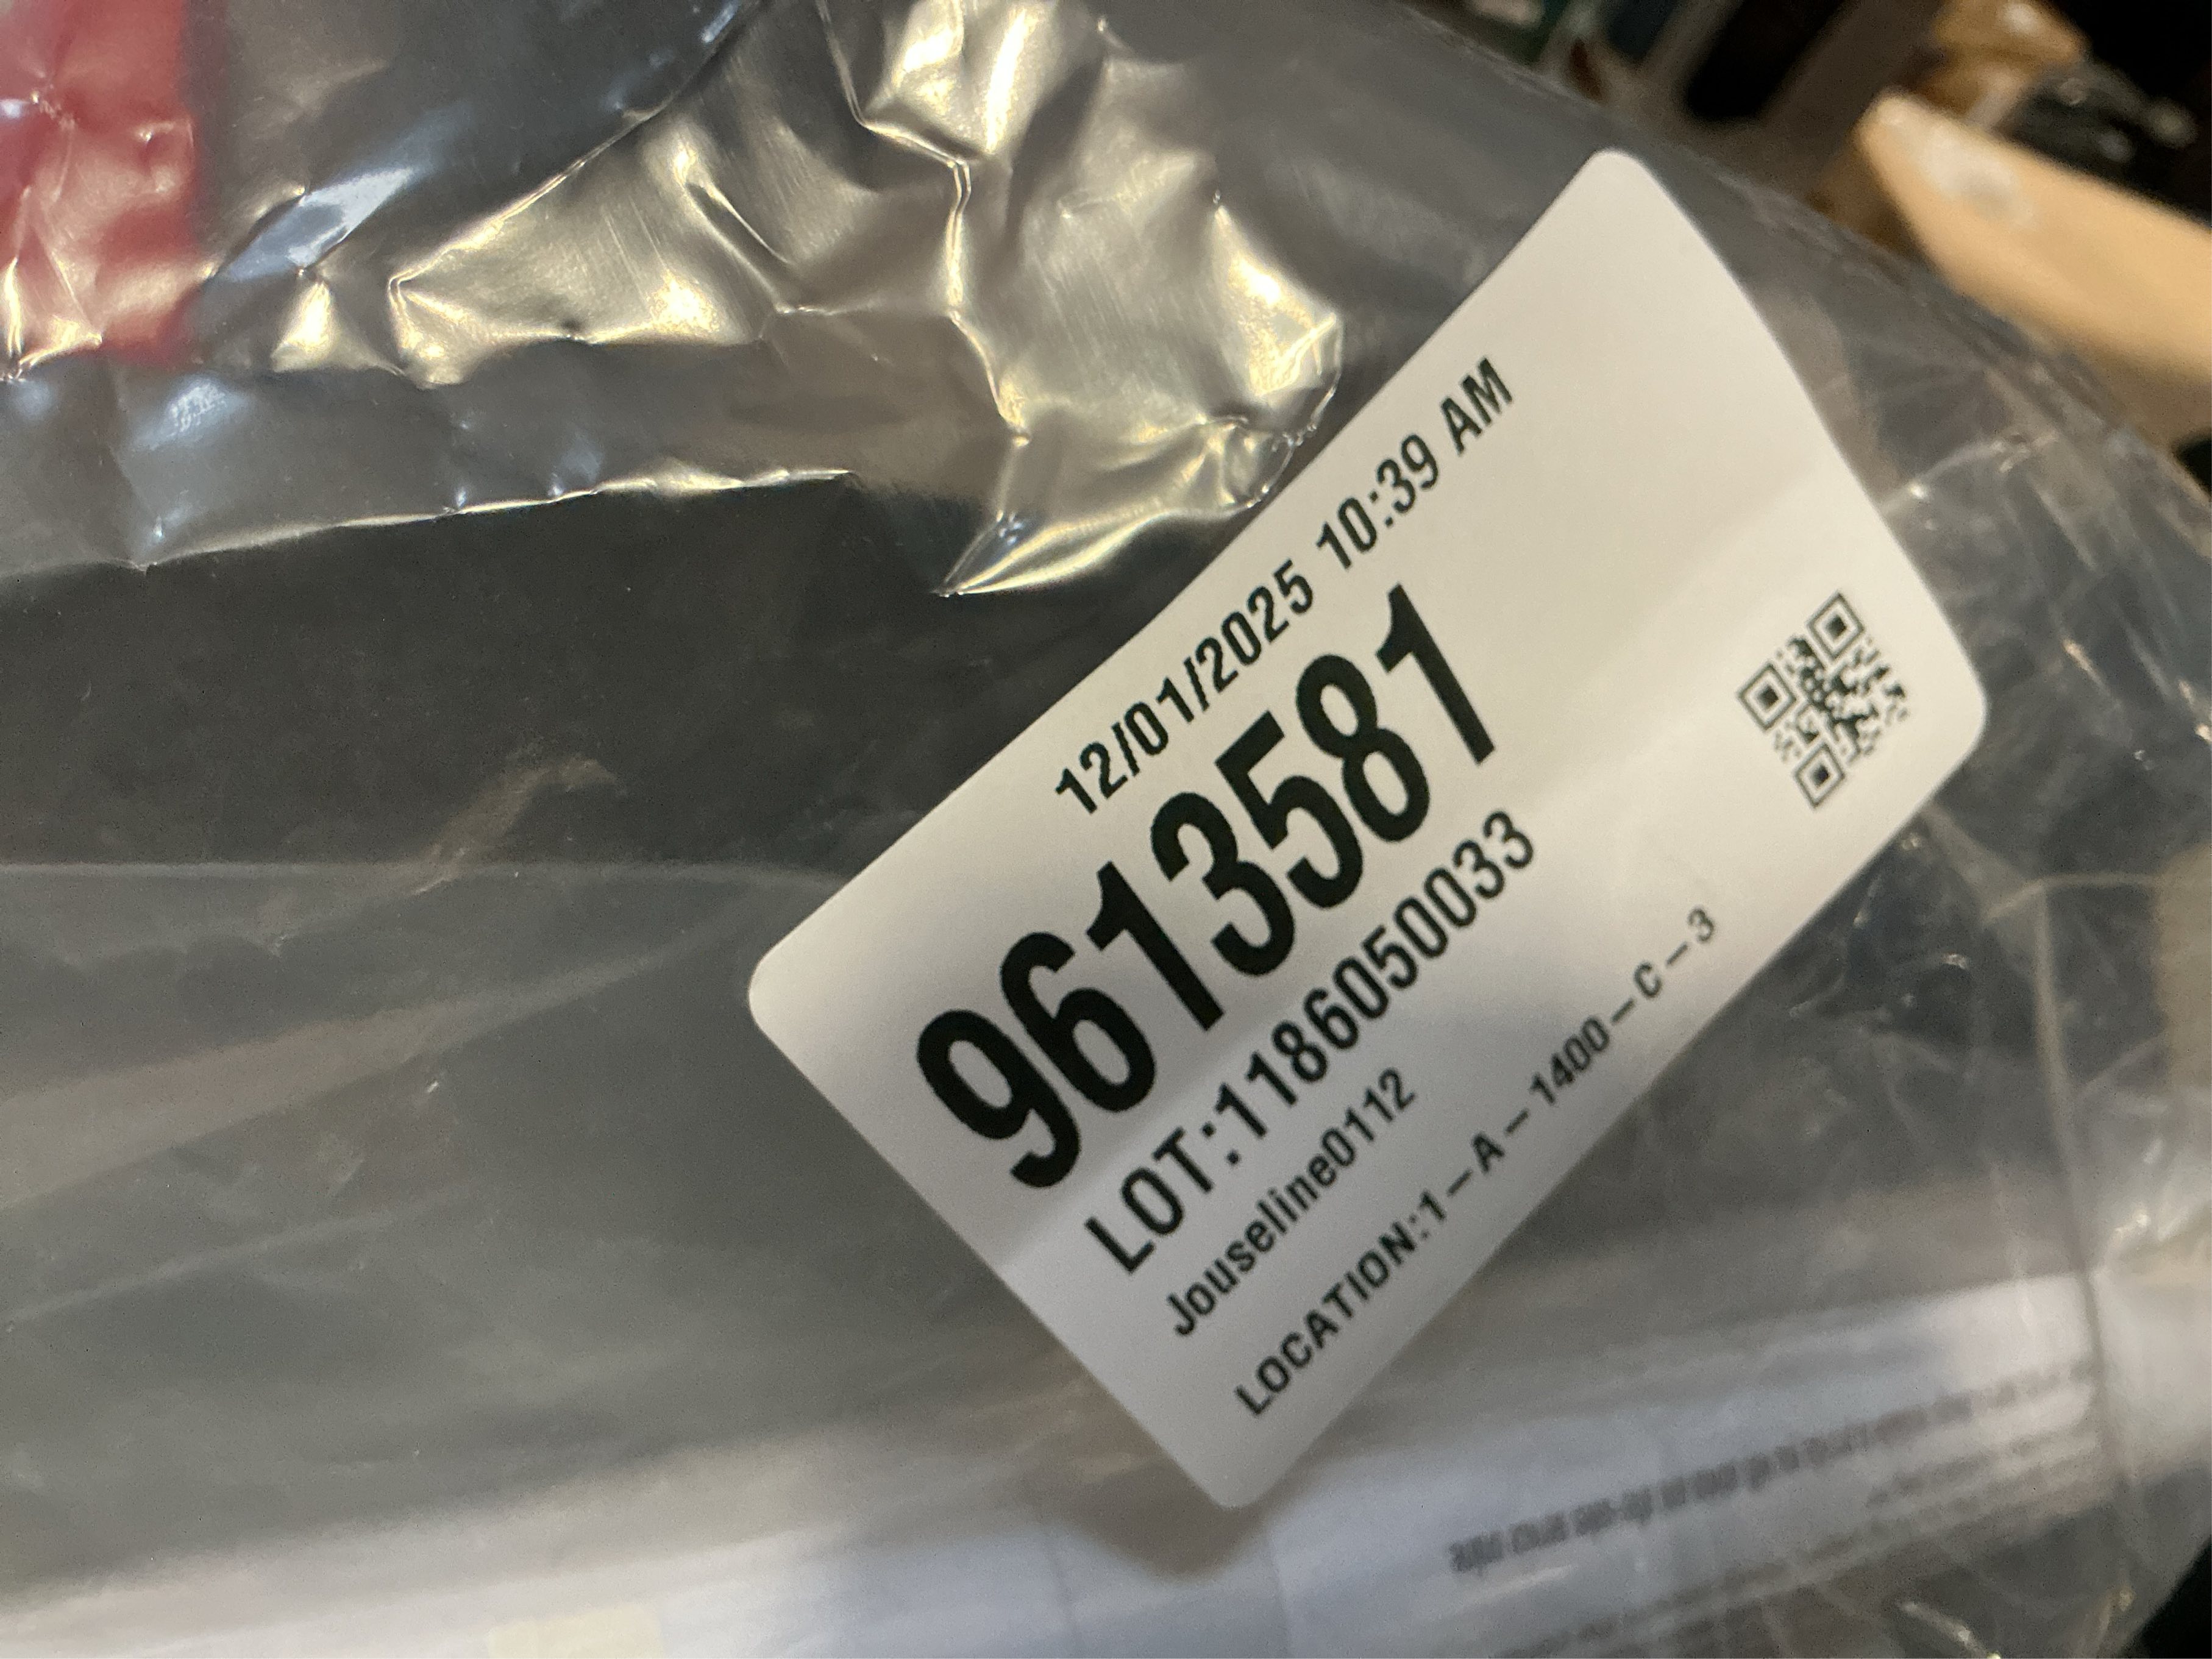 12/01/2025 10:39 AM
9613581
LOT:1186050033
Jouseline0112
LOCATION:1-A-1400-C-3